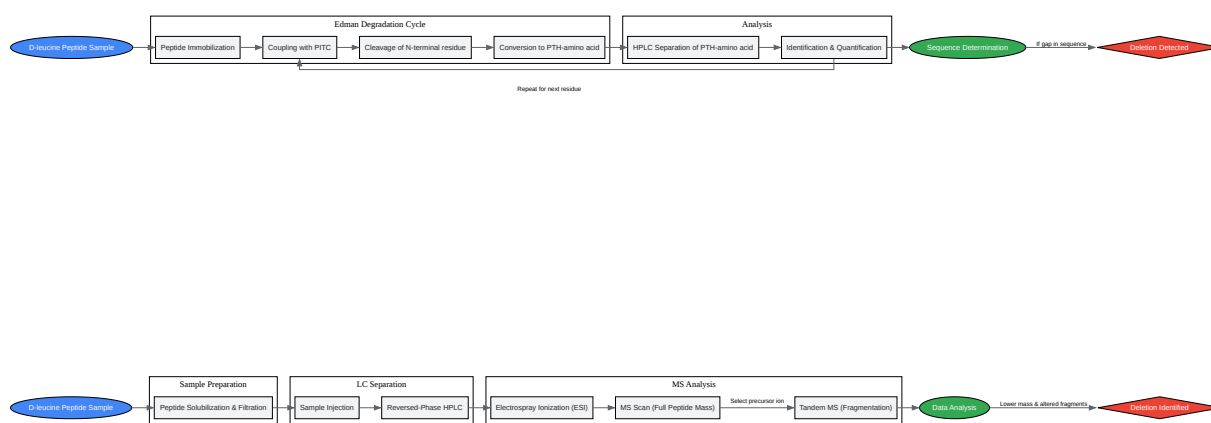 Edman Degradation Cycle
Analysis
D-leucine Peptide Sample
Peptide Immobilization
Coupling with PITC
Cleavage of N-terminal residue
Conversion to PTH-amino acid
HPLC Separation of PTH-amino acid
Identification & Quantification
Sequence Determination
If gap in sequence
Deletion Detected
Repeat for next residue
Sample Preparation
LC Separation
MS Analysis
D-leucine Peptide Sample
Peptide Solubilization & Filtration
Sample Injection
Reversed-Phase HPLC
Electrospray Ionization (ESI)
MS Scan (Full Peptide Mass)
Select precursor ion
Tandem MS (Fragmentation)
Data Analysis
Lower mass & altered fragments
Deletion Identified